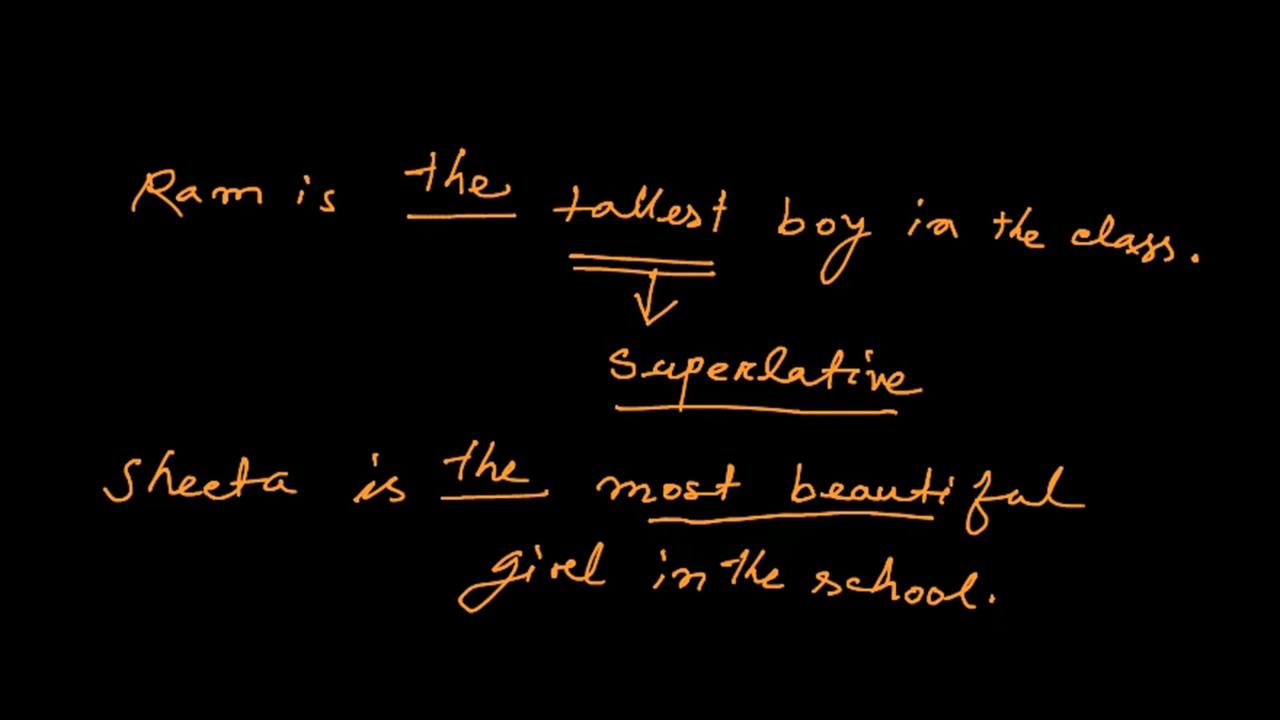 Ram is the tallest boy in the class.
Superlative
Sheeta is the most beautiful
girl in the school.